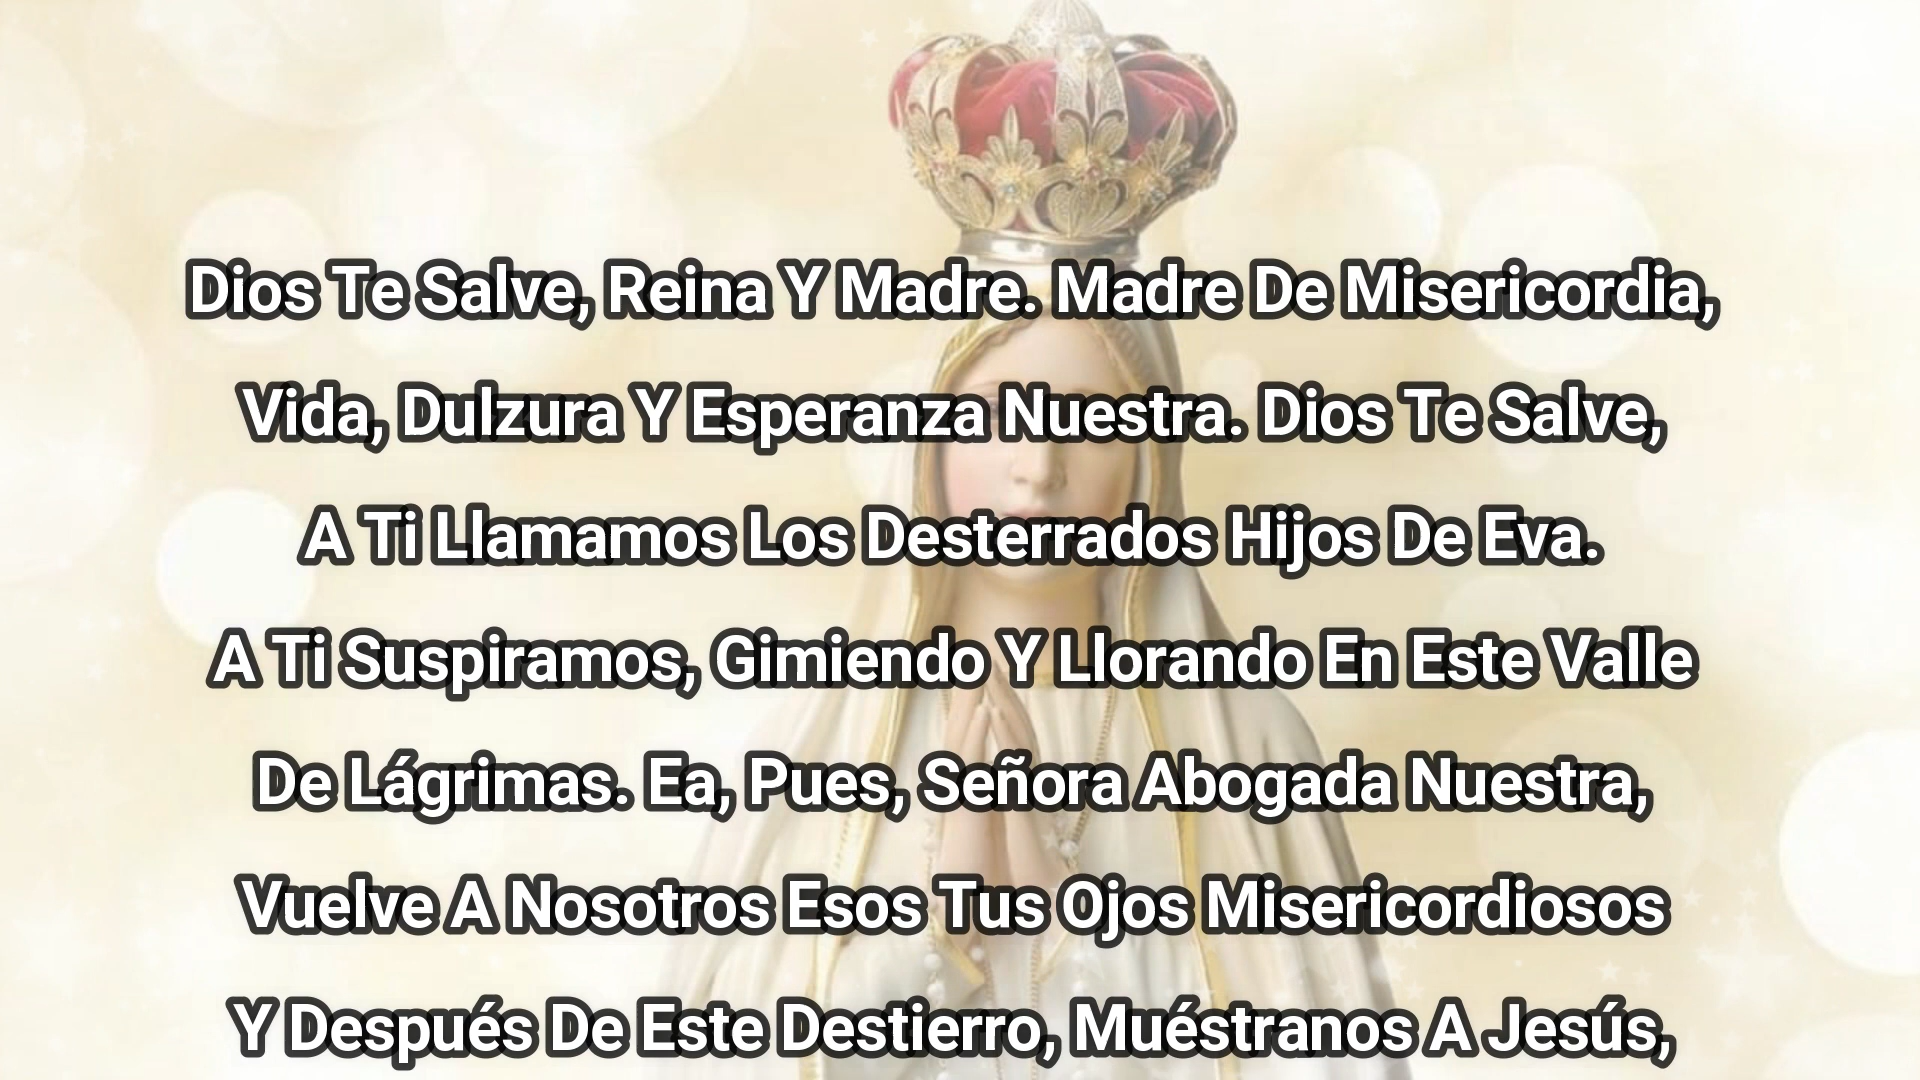 Dios Te Salve, Reina Y Madre. Madre De Misericordia,
Vida, Dulzura Y Esperanza Nuestra. Dios Te Salve,
A Ti Llamamos Los Desterrados Hijos De Eva.
A Ti Suspiramos, Gimiendo Y Llorando En Este Valle
De Lágrimas. Ea, Pues, Señora Abogada Nuestra,
Vuelve A Nosotros Esos Tus Ojos Misericordiosos
Y Después De Este Destierro, Muéstranos A Jesús,